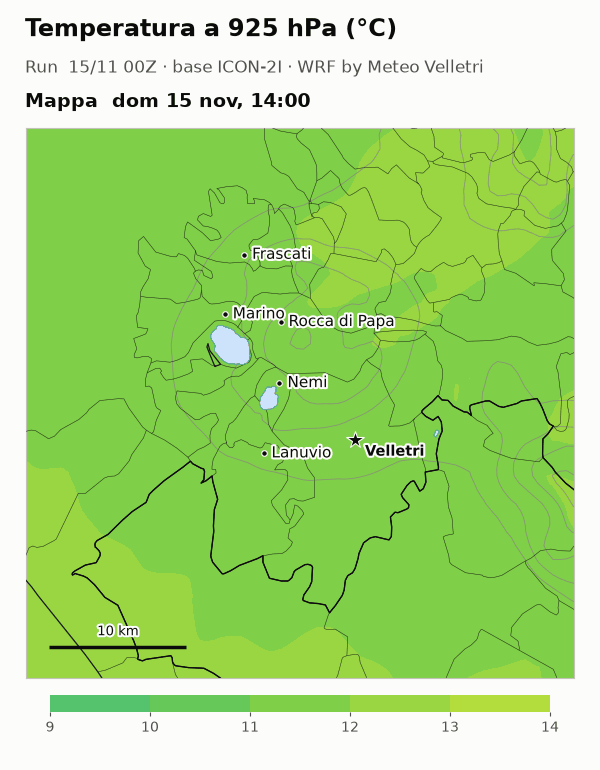 Temperatura a 925 hPa (°C)
Run  15/11 00Z · base ICON-2I · WRF by Meteo Velletri
Mappa  dom 15 nov, 14:00
Frascati
Marino
Rocca di Papa
Nemi
Velletri
Lanuvio
10 km
9 10 11 12 13 14